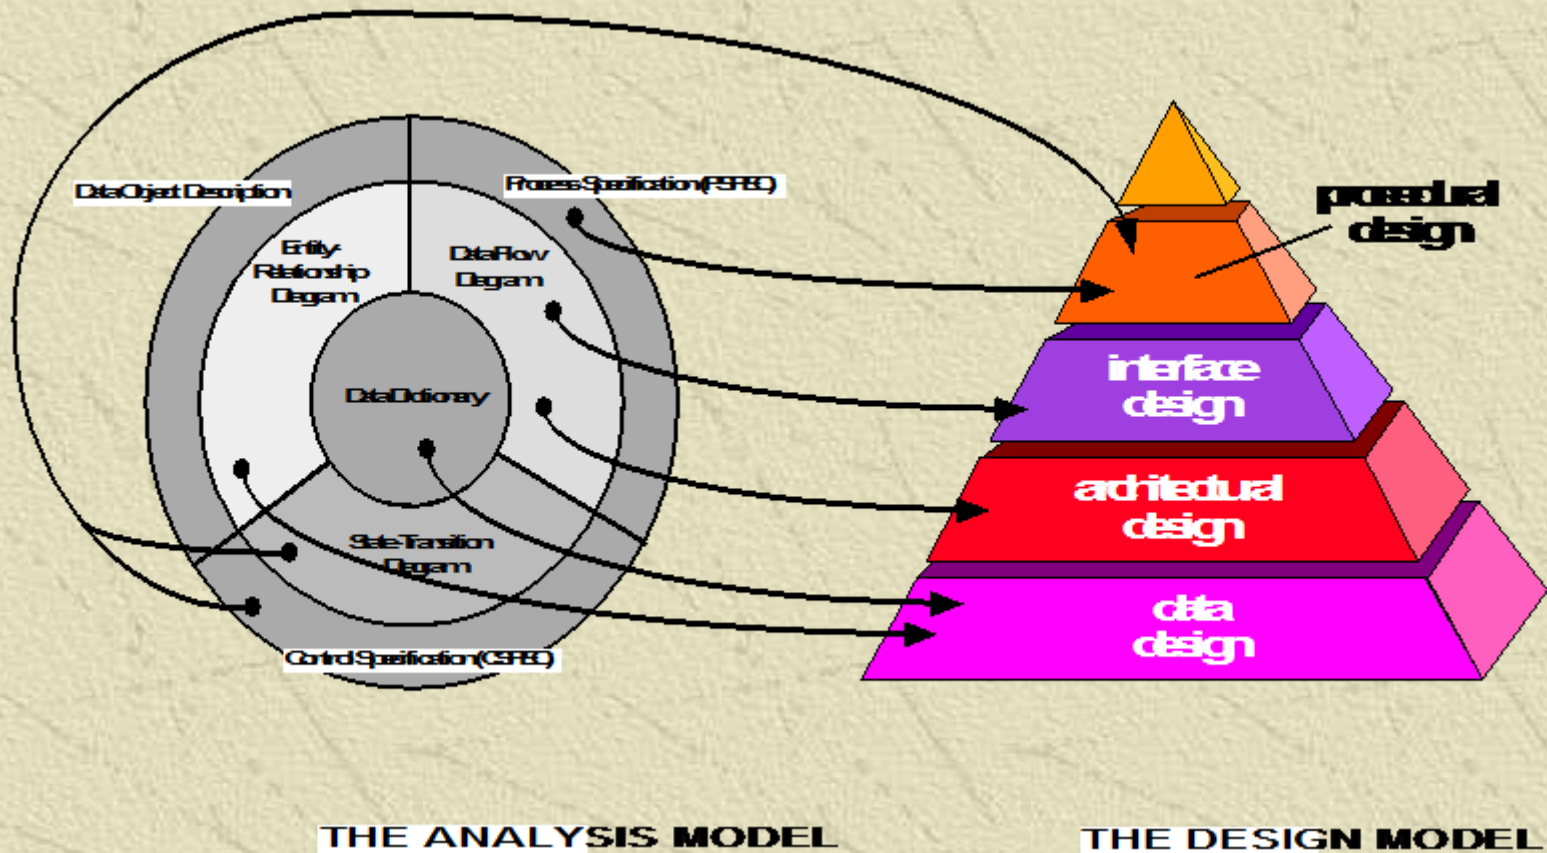 Data Object Description
Process Specification (PSPEC)
Entity-
Relationship
Diagram
Data Flow
Diagram
Data Dictionary
State-Transition
Diagram
Control Specification (CSPEC)
procedural
design
interface
design
architectural
design
data
design
THE ANALYSIS MODEL
THE DESIGN MODEL